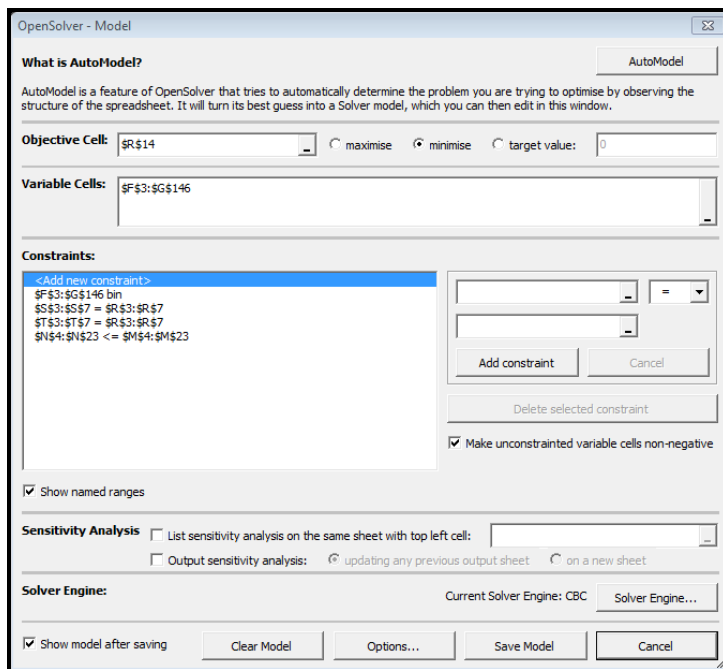 OpenSolver - Model
What is AutoModel?
AutoModel
AutoModel is a feature of OpenSolver that tries to automatically determine the problem you are trying to optimise by observing the
structure of the spreadsheet. It will turn its best guess into a Solver model, which you can then edit in this window.
Objective Cell: $R$14 _ maximise minimise target value: 0
Variable Cells: $F$3:$G$146 _
Constraints:
<Add new constraint>
$F$3:$G$146 bin
$S$3:$S$7 = $R$3:$R$7
$T$3:$T$7 = $R$3:$R$7
$N$4:$N$23 <= $M$4:$M$23
_ =
_
Add constraint Cancel
Delete selected constraint
Make unconstrainted variable cells non-negative
Show named ranges
Sensitivity Analysis List sensitivity analysis on the same sheet with top left cell: _
Output sensitivity analysis: updating any previous output sheet on a new sheet
Solver Engine: Current Solver Engine: CBC Solver Engine...
Show model after saving Clear Model Options... Save Model Cancel